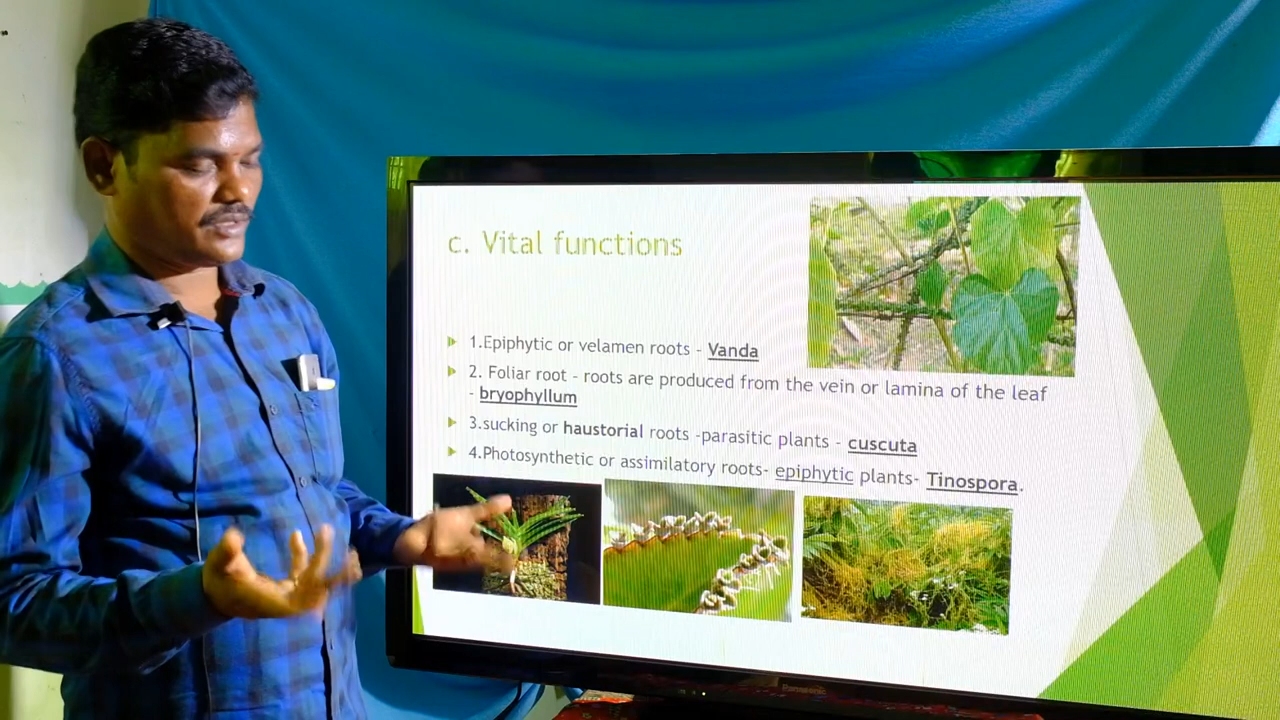 c. Vital functions
1.Epiphytic or velamen roots - Vanda
2. Foliar root - roots are produced from the vein or lamina of the leaf
- bryophyllum
3.sucking or haustorial roots -parasitic plants - cuscuta
4.Photosynthetic or assimilatory roots- epiphytic plants- Tinospora.
Panasonic